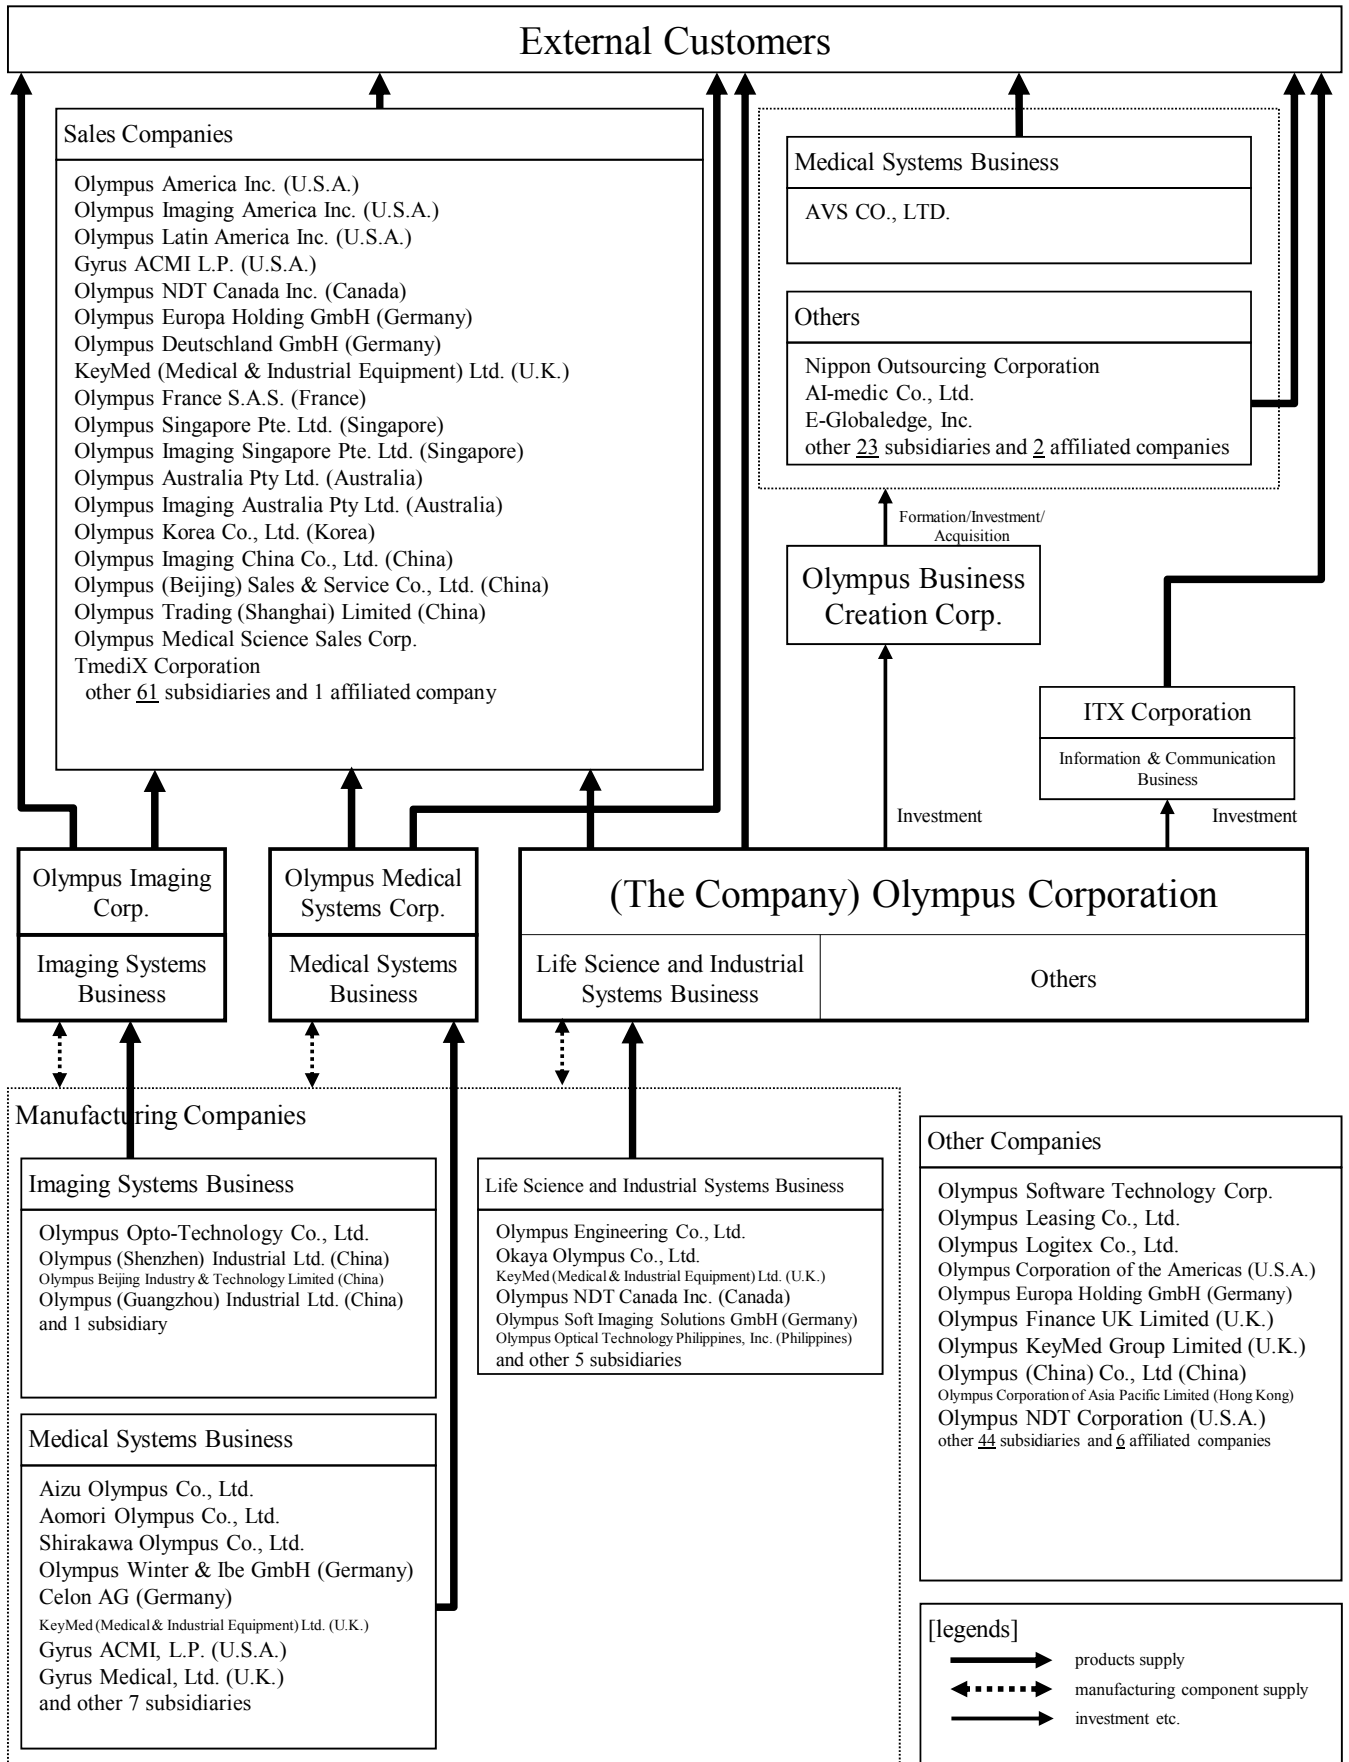 External Customers
Sales Companies
Olympus America Inc. (U.S.A.)
Olympus Imaging America Inc. (U.S.A.)
Olympus Latin America Inc. (U.S.A.)
Gyrus ACMI L.P. (U.S.A.)
Olympus NDT Canada Inc. (Canada)
Olympus Europa Holding GmbH (Germany)
Olympus Deutschland GmbH (Germany)
KeyMed (Medical & Industrial Equipment) Ltd. (U.K.)
Olympus France S.A.S. (France)
Olympus Singapore Pte. Ltd. (Singapore)
Olympus Imaging Singapore Pte. Ltd. (Singapore)
Olympus Australia Pty Ltd. (Australia)
Olympus Imaging Australia Pty Ltd. (Australia)
Olympus Korea Co., Ltd. (Korea)
Olympus Imaging China Co., Ltd. (China)
Olympus (Beijing) Sales & Service Co., Ltd. (China)
Olympus Trading (Shanghai) Limited (China)
Olympus Medical Science Sales Corp.
TmediX Corporation
other 61 subsidiaries and 1 affiliated company
Medical Systems Business
AVS CO., LTD.
Others
Nippon Outsourcing Corporation
AI-medic Co., Ltd.
E-Globaledge, Inc.
other 23 subsidiaries and 2 affiliated companies
Formation/Investment/
Acquisition
Olympus Business
Creation Corp.
ITX Corporation
Information & Communication
Business
Investment
Investment
Olympus Imaging
Corp.
Imaging Systems
Business
Olympus Medical
Systems Corp.
Medical Systems
Business
(The Company) Olympus Corporation
Life Science and Industrial
Systems Business
Others
Manufacturing Companies
Imaging Systems Business
Olympus Opto-Technology Co., Ltd.
Olympus (Shenzhen) Industrial Ltd. (China)
Olympus Beijing Industry & Technology Limited (China)
Olympus (Guangzhou) Industrial Ltd. (China)
and 1 subsidiary
Life Science and Industrial Systems Business
Olympus Engineering Co., Ltd.
Okaya Olympus Co., Ltd.
KeyMed (Medical & Industrial Equipment) Ltd. (U.K.)
Olympus NDT Canada Inc. (Canada)
Olympus Soft Imaging Solutions GmbH (Germany)
Olympus Optical Technology Philippines, Inc. (Philippines)
and other 5 subsidiaries
Medical Systems Business
Aizu Olympus Co., Ltd.
Aomori Olympus Co., Ltd.
Shirakawa Olympus Co., Ltd.
Olympus Winter & Ibe GmbH (Germany)
Celon AG (Germany)
KeyMed (Medical & Industrial Equipment) Ltd. (U.K.)
Gyrus ACMI, L.P. (U.S.A.)
Gyrus Medical, Ltd. (U.K.)
and other 7 subsidiaries
Other Companies
Olympus Software Technology Corp.
Olympus Leasing Co., Ltd.
Olympus Logitex Co., Ltd.
Olympus Corporation of the Americas (U.S.A.)
Olympus Europa Holding GmbH (Germany)
Olympus Finance UK Limited (U.K.)
Olympus KeyMed Group Limited (U.K.)
Olympus (China) Co., Ltd (China)
Olympus Corporation of Asia Pacific Limited (Hong Kong)
Olympus NDT Corporation (U.S.A.)
other 44 subsidiaries and 6 affiliated companies
[legends]
products supply
manufacturing component supply
investment etc.